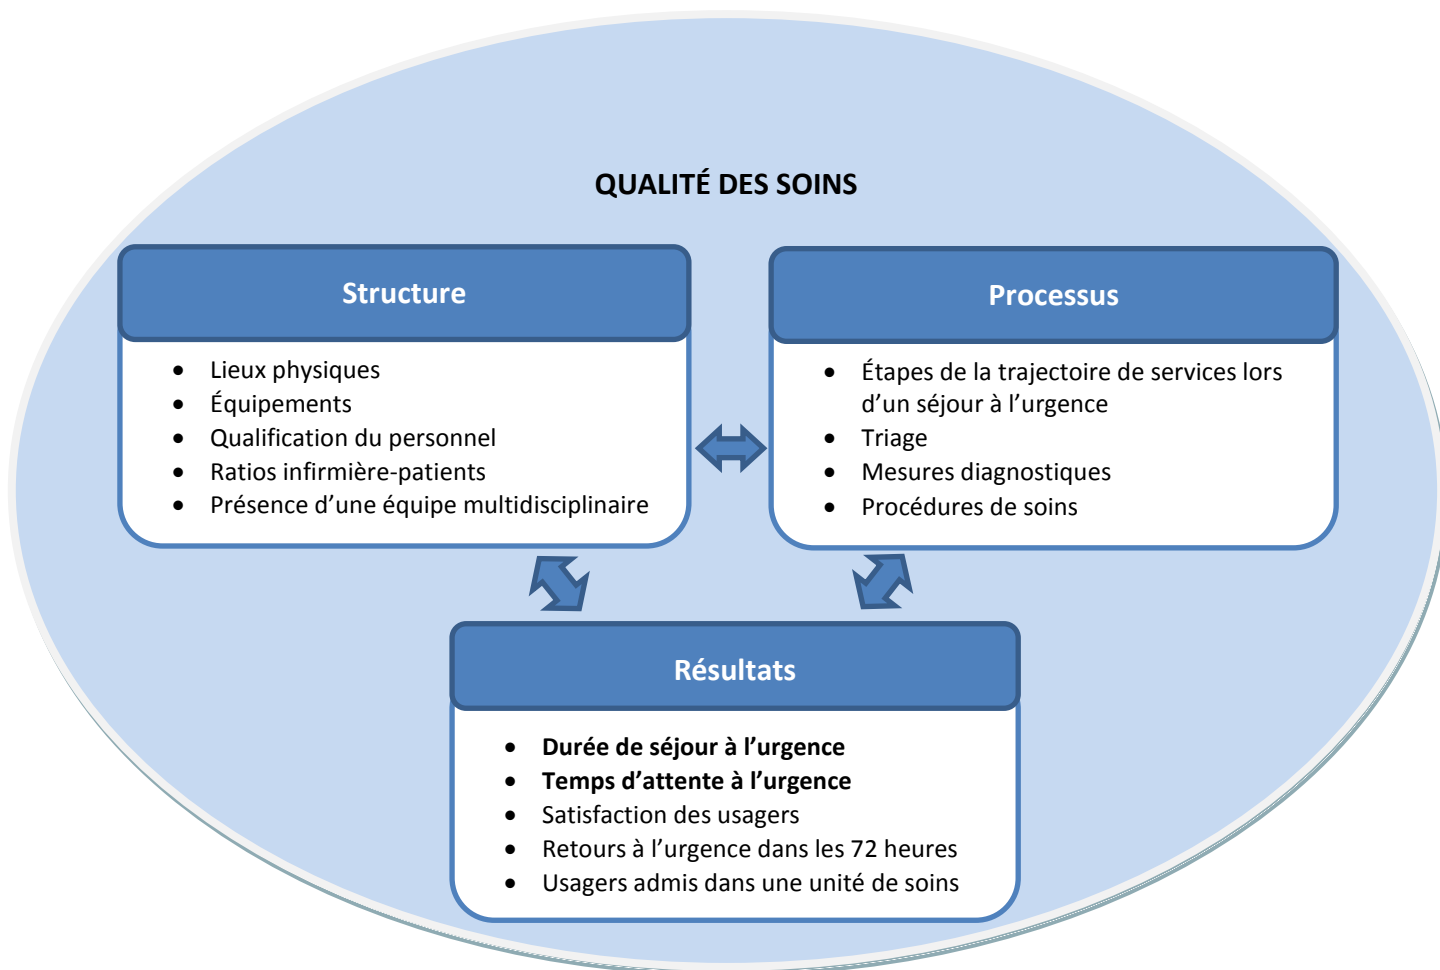 QUALITÉ DES SOINS
Structure
• Lieux physiques
• Équipements
• Qualification du personnel
• Ratios infirmière-patients
• Présence d’une équipe multidisciplinaire
Processus
• Étapes de la trajectoire de services lors
d’un séjour à l’urgence
• Triage
• Mesures diagnostiques
• Procédures de soins
Résultats
• Durée de séjour à l’urgence
• Temps d’attente à l’urgence
• Satisfaction des usagers
• Retours à l’urgence dans les 72 heures
• Usagers admis dans une unité de soins